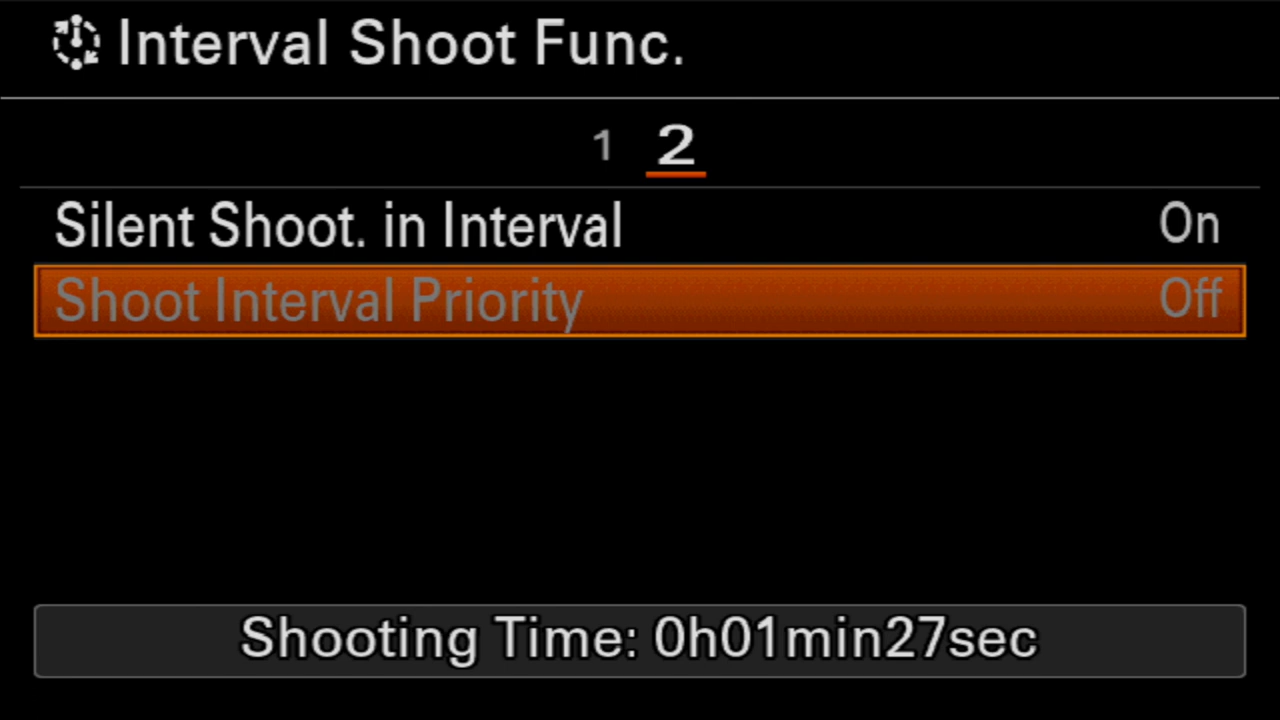 Interval Shoot Func.
1 2
Silent Shoot. in Interval On
Shoot Interval Priority Off
Shooting Time: 0h01min27sec